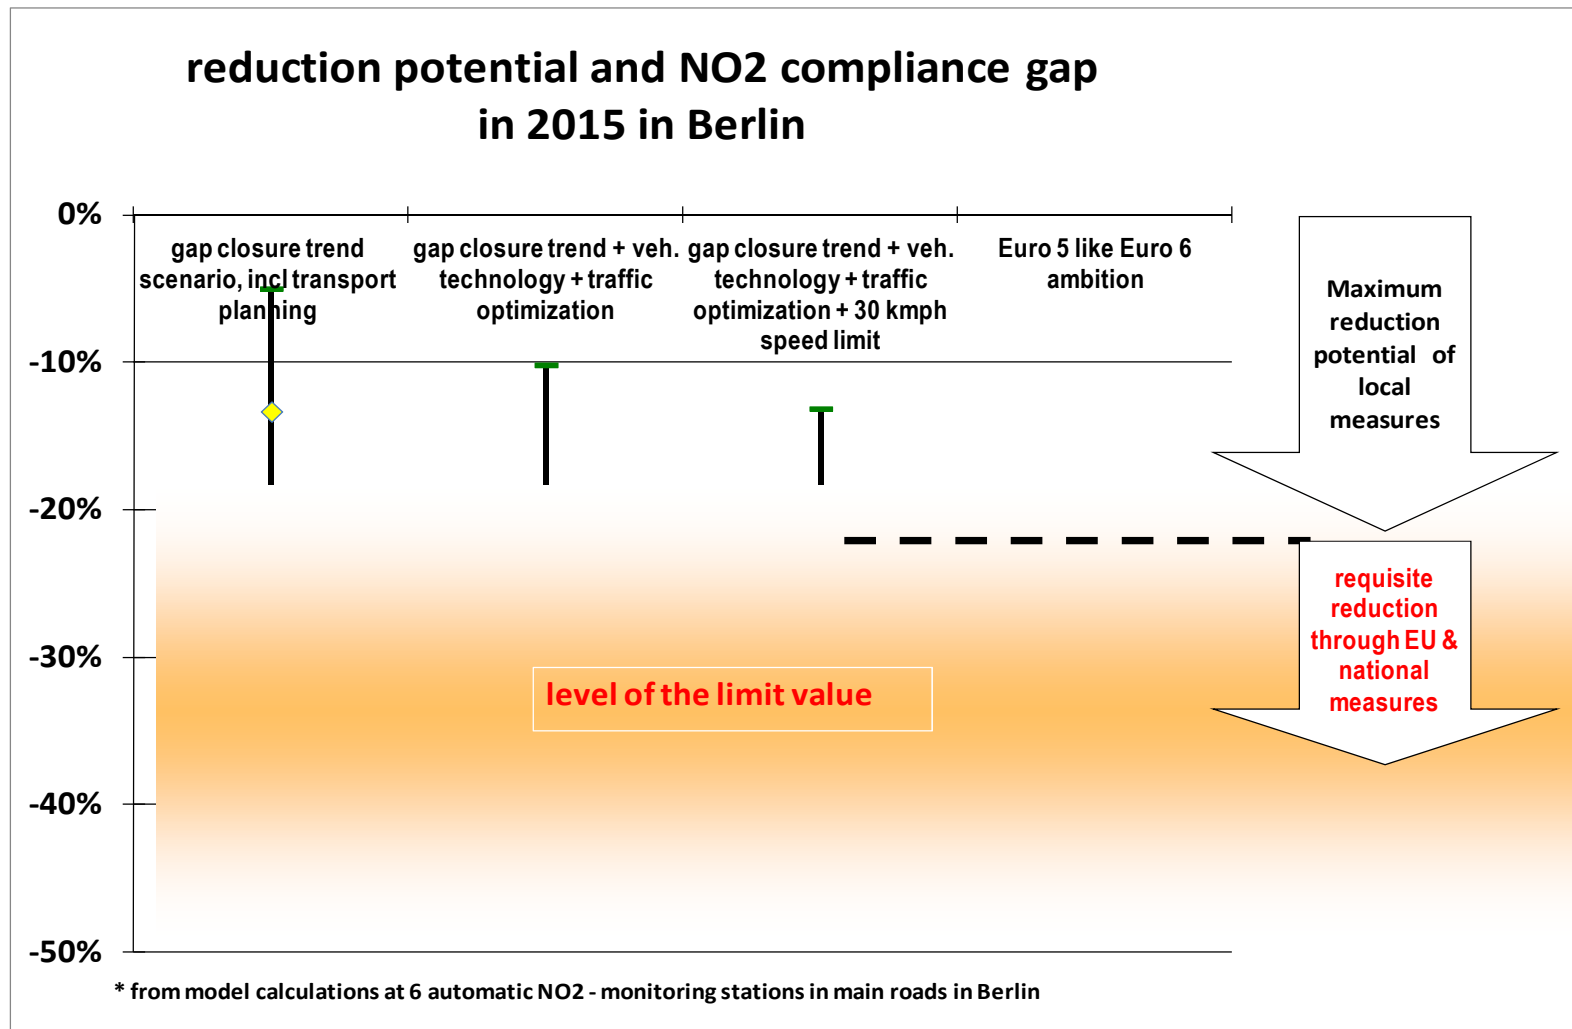 reduction potential and NO2 compliance gap
in 2015 in Berlin
0%
-10%
-20%
-30%
-40%
-50%
gap closure trend
scenario, incl transport
planning
gap closure trend + veh.
technology + traffic
optimization
gap closure trend + veh.
technology + traffic
optimization + 30 kmph
speed limit
Euro 5 like Euro 6
ambition
Maximum
reduction
potential of
local
measures
requisite
reduction
through EU &
national
measures
level of the limit value
* from model calculations at 6 automatic NO2 - monitoring stations in main roads in Berlin